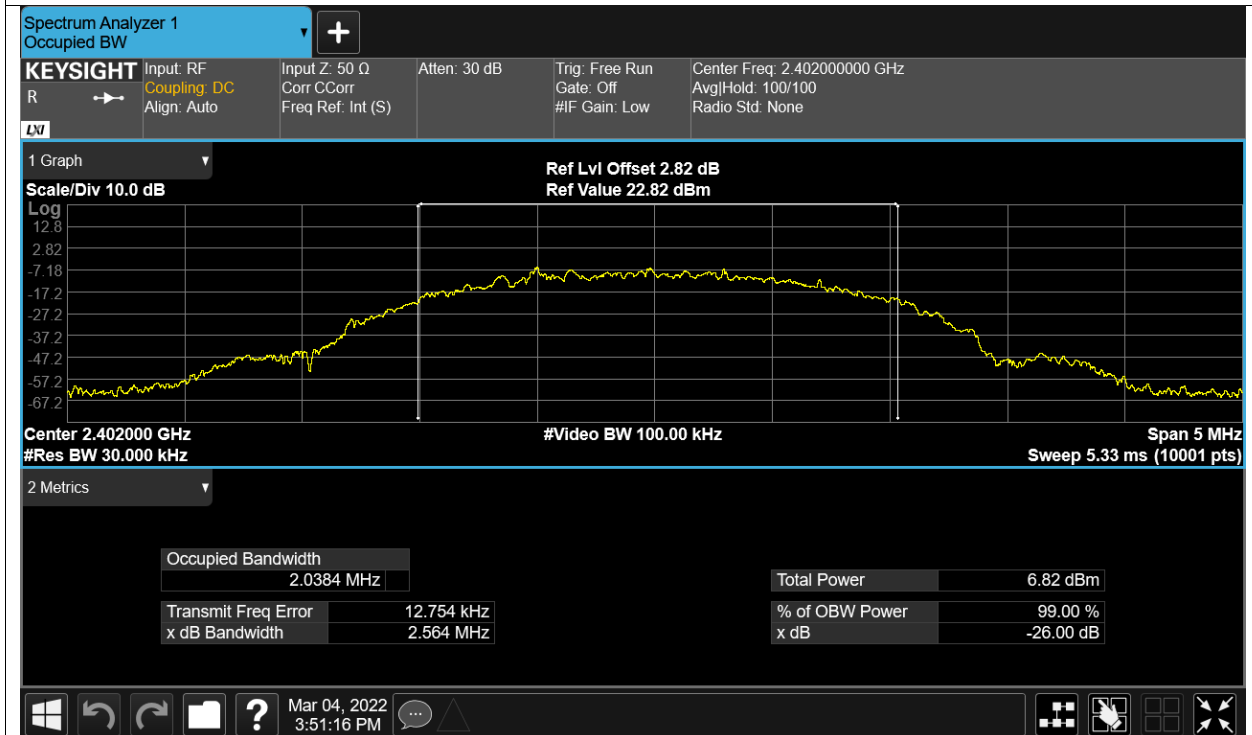 Spectrum Analyzer 1
Occupied BW
KEYSIGHT
R
LXI
Input: RF
Coupling: DC
Align: Auto
Input Z: 50 Ω
Corr CCorr
Freq Ref: Int (S)
Atten: 30 dB
Trig: Free Run
Gate: Off
#IF Gain: Low
Center Freq: 2.402000000 GHz
Avg|Hold: 100/100
Radio Std: None
1 Graph
Scale/Div 10.0 dB
Ref Lvl Offset 2.82 dB
Ref Value 22.82 dBm
Log
12.8
2.82
-7.18
-17.2
-27.2
-37.2
-47.2
-57.2
-67.2
Center 2.402000 GHz
#Res BW 30.000 kHz
#Video BW 100.00 kHz
Span 5 MHz
Sweep 5.33 ms (10001 pts)
2 Metrics
Occupied Bandwidth
2.0384 MHz
Transmit Freq Error 12.754 kHz
x dB Bandwidth 2.564 MHz
Total Power 6.82 dBm
% of OBW Power 99.00 %
x dB -26.00 dB
?
Mar 04, 2022
3:51:16 PM